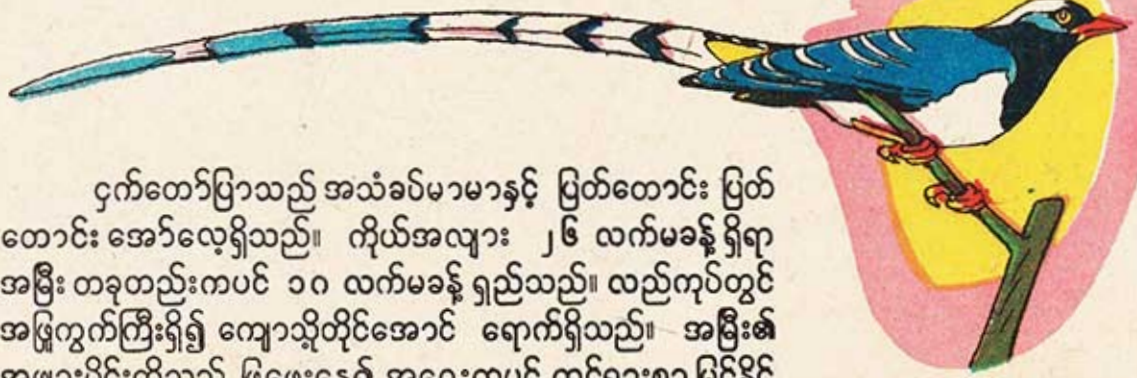 ငှက်တော်ပြာသည် အသံခပ်မာမာနှင့် ပြတ်တောင်း ပြတ်
တောင်း အော်လေ့ရှိသည်။ ကိုယ်အလျား ၂၆ လက်မခန့် ရှိရာ
အမြီး တခုတည်းကပင် ၁၈ လက်မခန့် ရှည်သည်။ လည်ကုပ်တွင်
အဖြူကွက်ကြီးရှိ၍ ကျောသို့တိုင်အောင် ရောက်ရှိသည်။ အမြီး၏